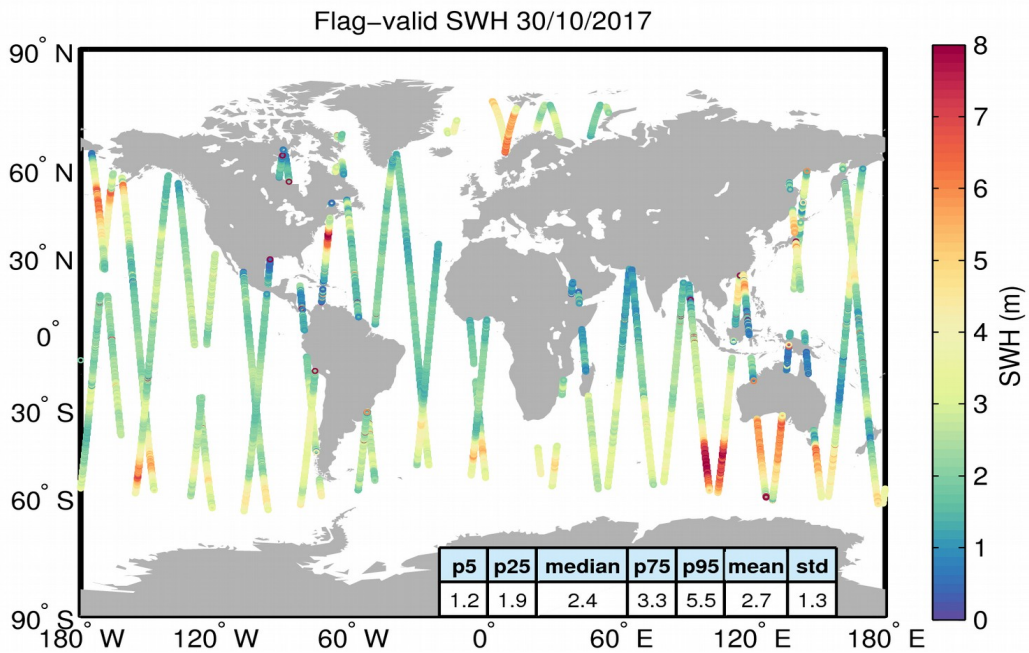 Flag−valid SWH 30/10/2017
90° N
60° N
30° N
0°
30° S
60° S
90° S
180° W
120° W
60° W
0°
60° E
120° E
180° E
p5 p25 median p75 p95 mean std
1.2 1.9 2.4 3.3 5.5 2.7 1.3
8
7
6
5
4
3
2
1
0
SWH (m)